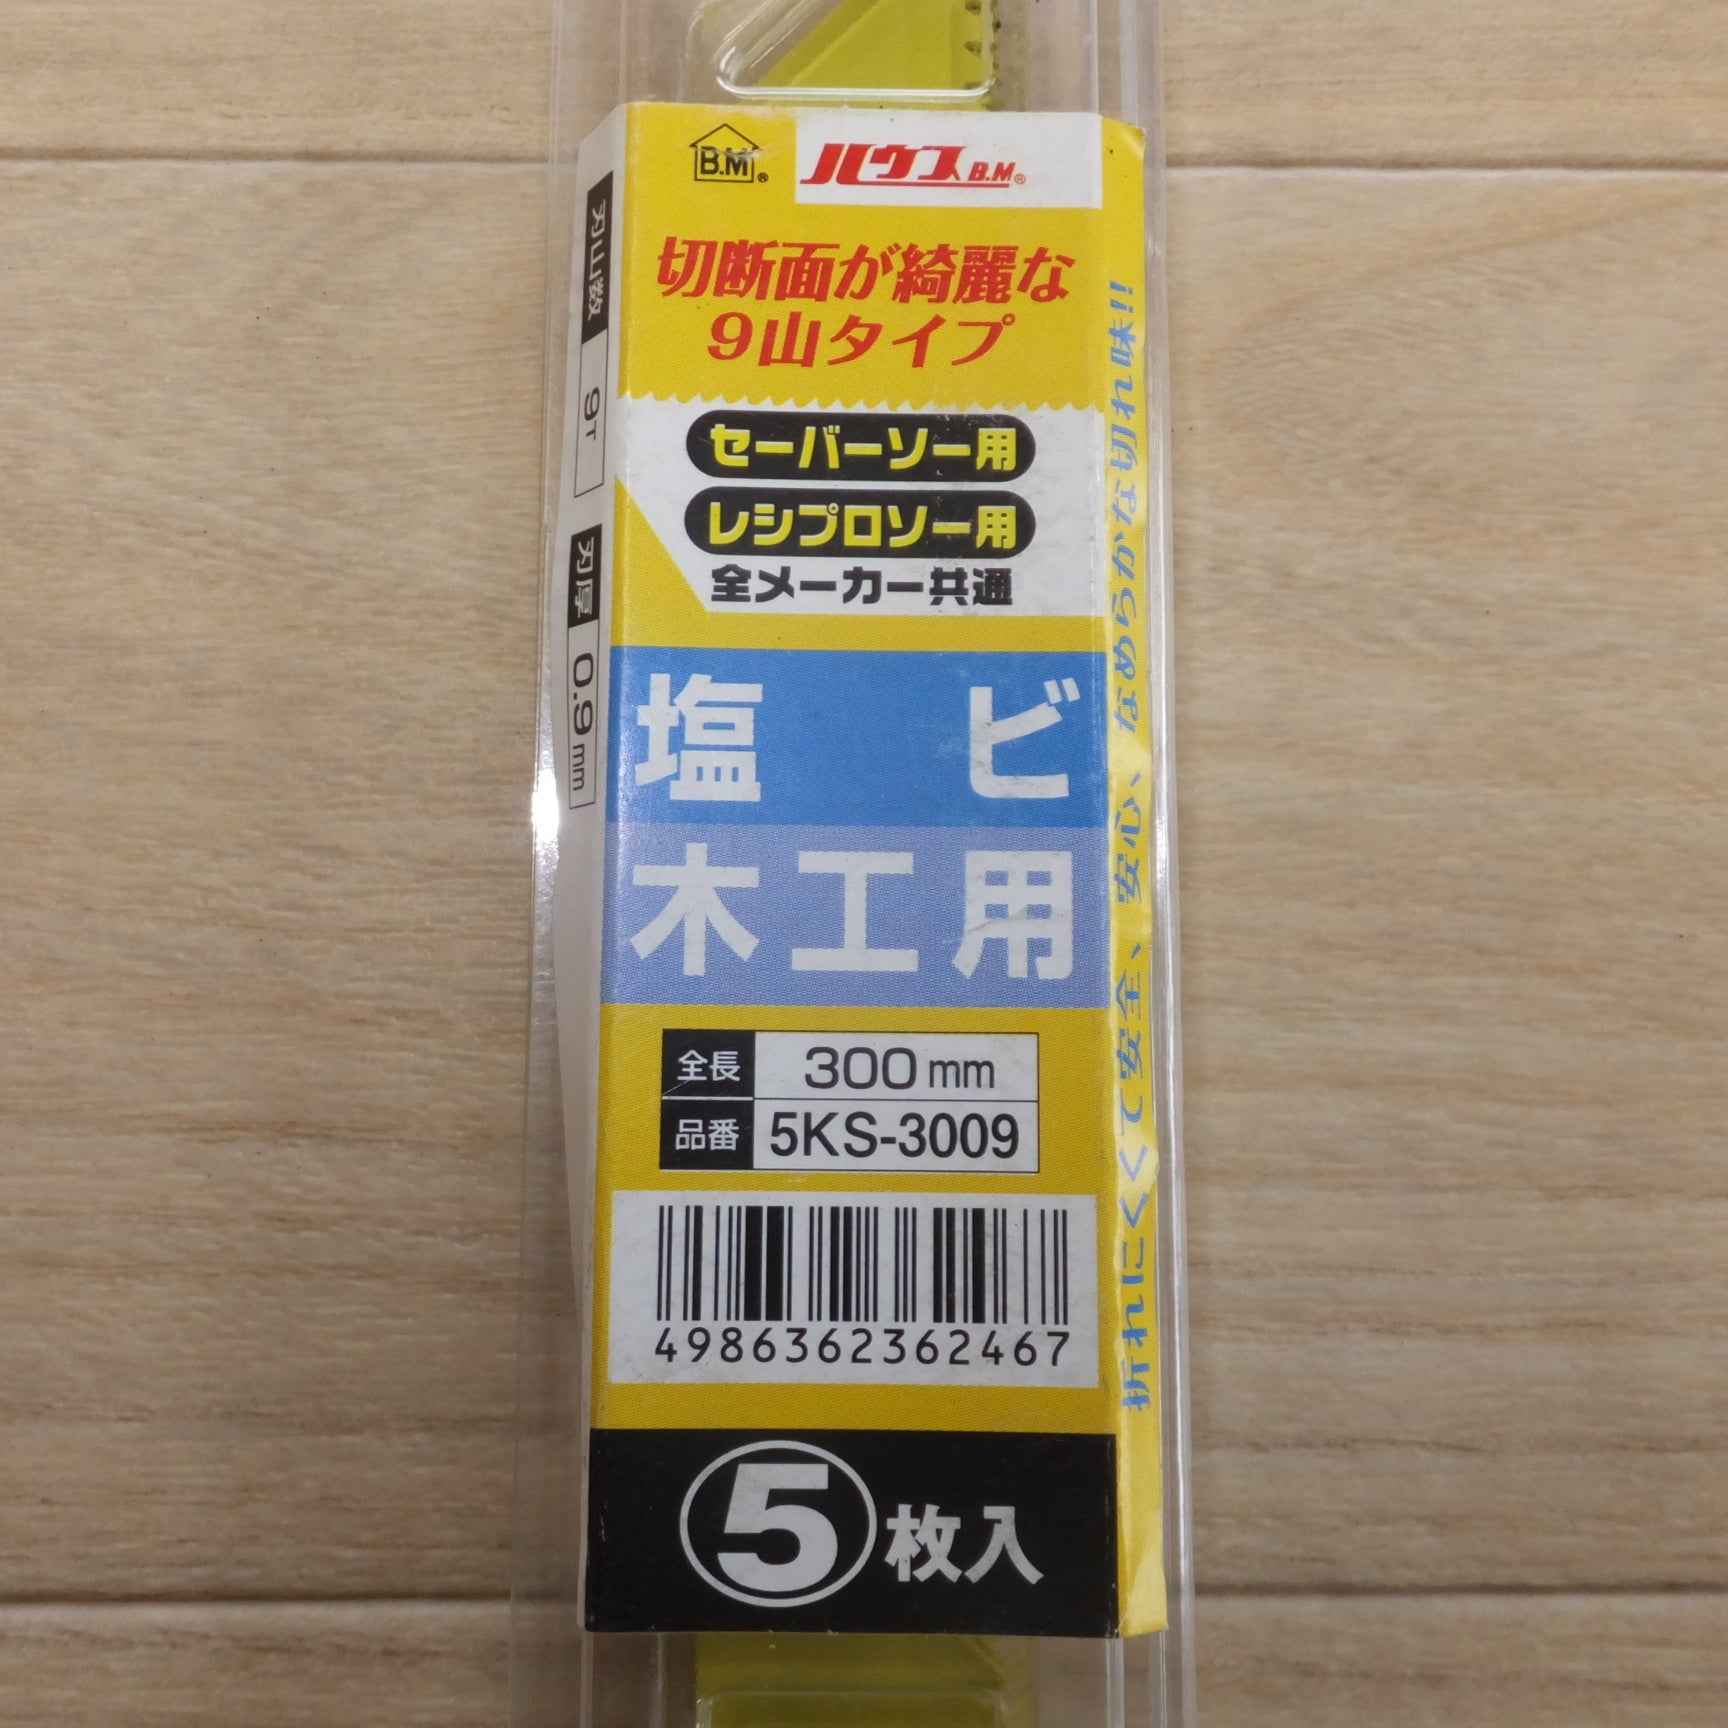 B.M®
ハウスB.M®
切断面が綺麗な
9山タイプ
セーバーソー用
レシプロソー用
全メーカー共通
塩ビ
木工用
全長 300mm
品番 5KS-3009
4986362362467
5枚入
刃山数 9T
刃厚 0.9mm
折れにくくて安全、安心、なめらかな切れ味!!